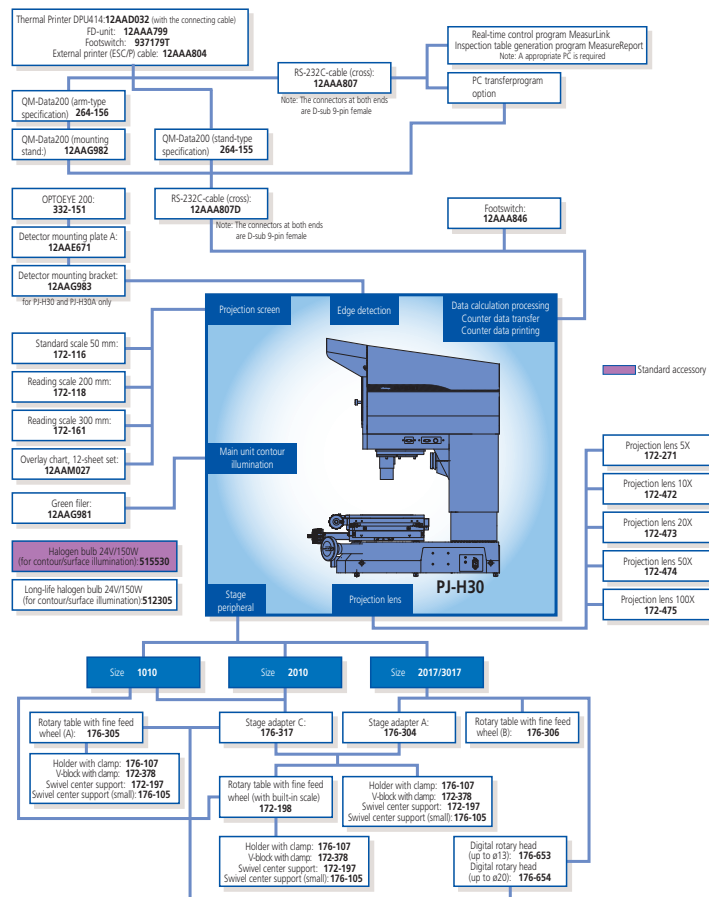 Thermal Printer DPU414:12AAD032 (with the connecting cable)
FD-unit: 12AAA799
Footswitch: 937179T
External printer (ESC/P) cable: 12AAA804
Real-time control program MeasurLink
Inspection table generation program MeasureReport
Note: A appropriate PC is required
RS-232C-cable (cross):
12AAA807
Note: The connectors at both ends
are D-sub 9-pin female
PC transferprogram
option
QM-Data200 (arm-type
specification) 264-156
QM-Data200 (mounting
stand:) 12AAG982
QM-Data200 (stand-type
specification) 264-155
OPTOEYE 200:
332-151
RS-232C-cable (cross):
12AAA807D
Note: The connectors at both ends
are D-sub 9-pin female
Footswitch:
12AAA846
Detector mounting plate A:
12AAE671
Detector mounting bracket:
12AAG983
for PJ-H30 and PJ-H30A only
Projection screen
Edge detection
Data calculation processing
Counter data transfer
Counter data printing
Standard scale 50 mm:
172-116
Reading scale 200 mm:
172-118
Reading scale 300 mm:
172-161
Overlay chart, 12-sheet set:
12AAM027
Green filer:
12AAG981
Halogen bulb 24V/150W
(for contour/surface illumination):515530
Long-life halogen bulb 24V/150W
(for contour/surface illumination):512305
Main unit contour
illumination
Standard accessory
Projection lens 5X
172-271
Projection lens 10X
172-472
Projection lens 20X
172-473
Projection lens 50X
172-474
Projection lens 100X
172-475
PJ-H30
Stage
peripheral
Projection lens
Size 1010
Size 2010
Size 2017/3017
Rotary table with fine feed
wheel (A): 176-305
Stage adapter C:
176-317
Stage adapter A:
176-304
Rotary table with fine feed
wheel (B): 176-306
Holder with clamp: 176-107
V-block with clamp: 172-378
Swivel center support: 172-197
Swivel center support (small): 176-105
Rotary table with fine feed
wheel (with built-in scale)
172-198
Holder with clamp: 176-107
V-block with clamp: 172-378
Swivel center support: 172-197
Swivel center support (small): 176-105
Holder with clamp: 176-107
V-block with clamp: 172-378
Swivel center support: 172-197
Swivel center support (small): 176-105
Digital rotary head
(up to ø13): 176-653
Digital rotary head
(up to ø20): 176-654